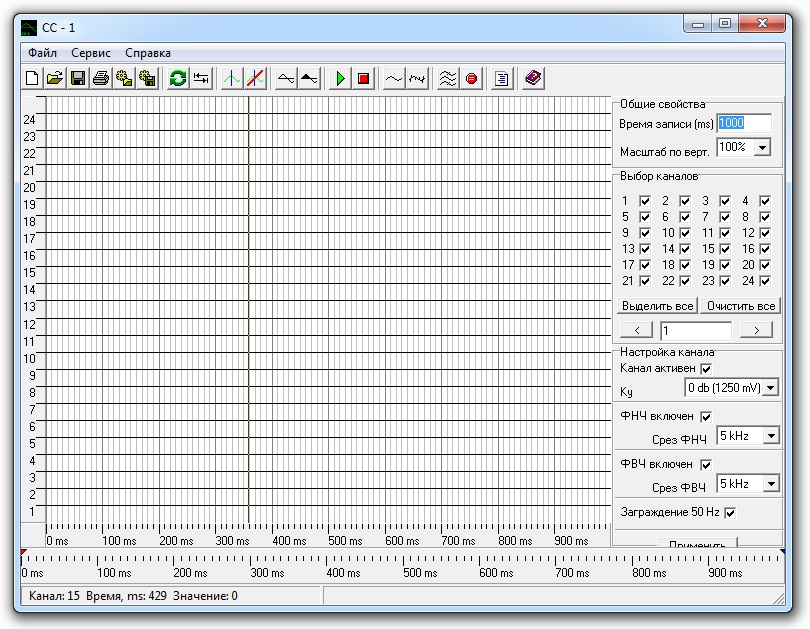 CC - 1
Файл Сервис Справка
24
23
22
21
20
19
18
17
16
15
14
13
12
11
10
9
8
7
6
5
4
3
2
1
0 ms 100 ms 200 ms 300 ms 400 ms 500 ms 600 ms 700 ms 800 ms 900 ms
0 ms 100 ms 200 ms 300 ms 400 ms 500 ms 600 ms 700 ms 800 ms 900 ms
Общие свойства
Время записи (ms) 1000
Масштаб по верт. 100%
Выбор каналов
1 2 3 4
5 6 7 8
9 10 11 12
13 14 15 16
17 18 19 20
21 22 23 24
Выделить все Очистить все
< 1 >
Настройка канала
Канал активен
Ку 0 db (1250 mV)
ФНЧ включен
Срез ФНЧ 5 kHz
ФВЧ включен
Срез ФВЧ 5 kHz
Заграждение 50 Hz
Применить
Канал: 15 Время, ms: 429 Значение: 0